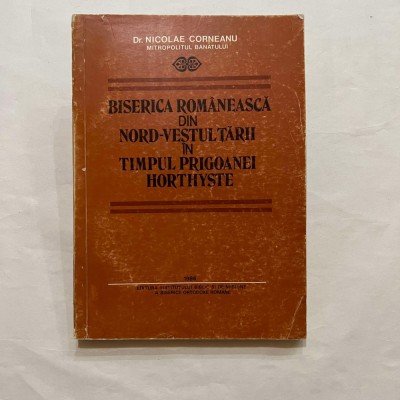 Dr. NICOLAE CORNEANU
MITROPOLITUL BANATULUI
BISERICA ROMÂNEASCĂ
DIN
NORD-VESTUL ȚĂRII
ÎN
TIMPUL PRIGOANEI
HORTHYSTE
EDITURA INSTITUTULUI BIBLIC ȘI DE MISIUNE
A BISERICII ORTODOXE ROMÂNE